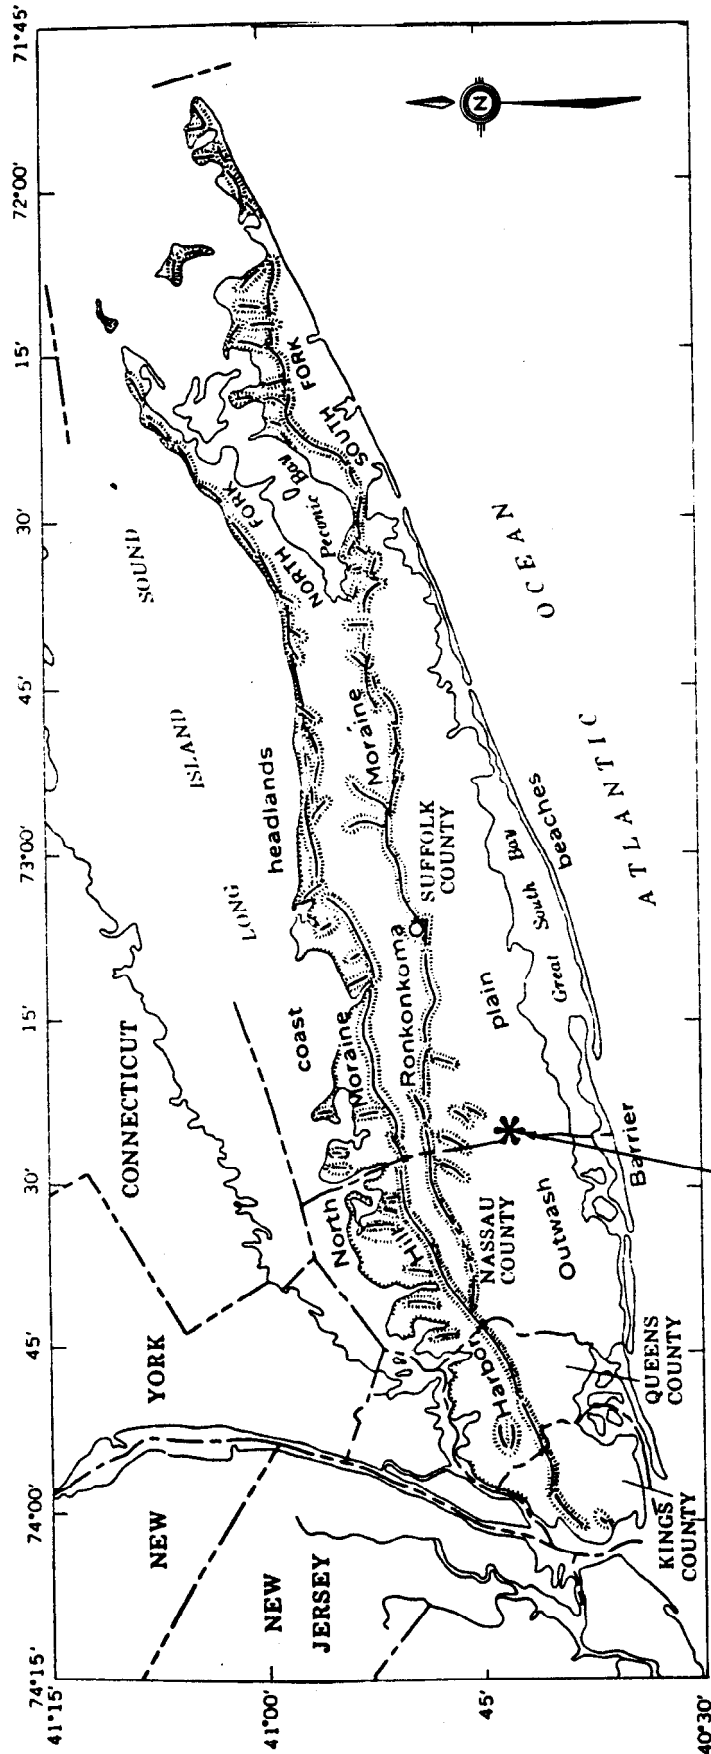 74°15'
74°00'
45'
30'
15'
73°00'
45'
30'
15'
72°00'
71°45'
41°15'
41°00'
45'
40°30'
NEW
YORK
CONNECTICUT
NEW
JERSEY
LONG
ISLAND
SOUND
North
coast
headlands
Harbor
Hill
Moraine
Ronkonkoma
Moraine
NORTH
FORK
SOUTH
FORK
Peconic
Bay
NASSAU
COUNTY
SUFFOLK
COUNTY
QUEENS
COUNTY
KINGS
COUNTY
Outwash
plain
*
Great
South
Bay
Barrier
beaches
ATLANTIC
OCEAN
N